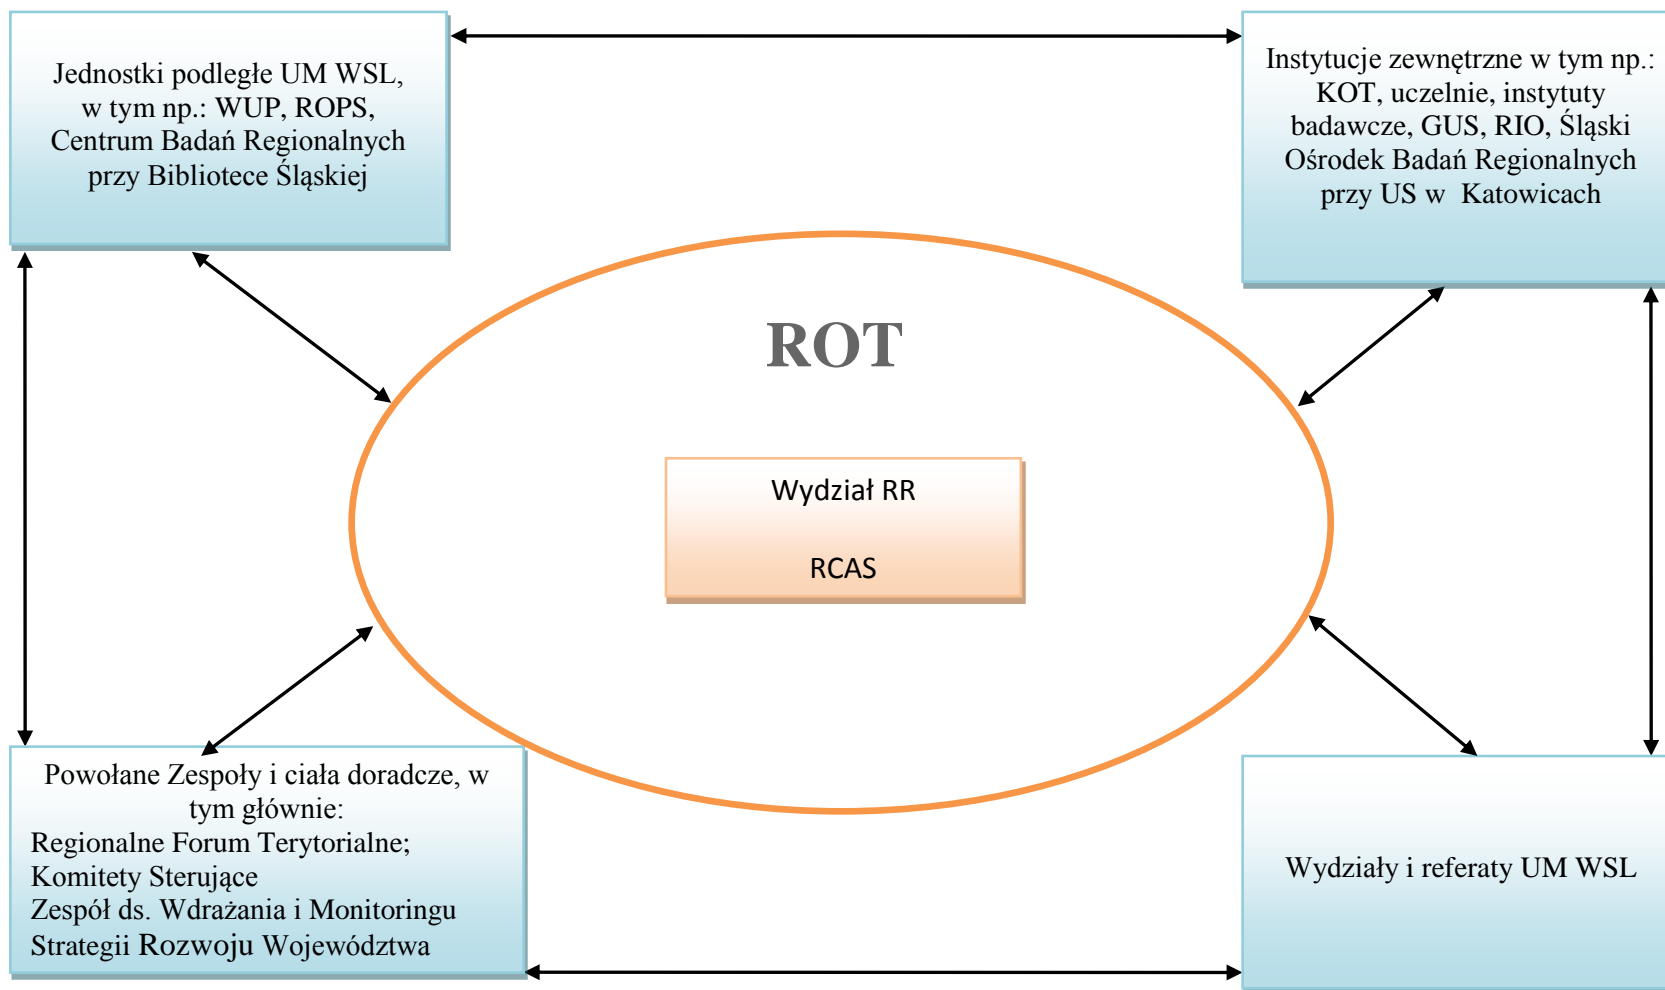 Jednostki podległe UM WSL,
w tym np.: WUP, ROPS,
Centrum Badań Regionalnych
przy Bibliotece Śląskiej
Instytucje zewnętrzne w tym np.:
KOT, uczelnie, instytuty
badawcze, GUS, RIO, Śląski
Ośrodek Badań Regionalnych
przy US w Katowicach
ROT
Wydział RR
RCAS
Powołane Zespoły i ciała doradcze, w
tym głównie:
Regionalne Forum Terytorialne;
Komitety Sterujące
Zespół ds. Wdrażania i Monitoringu
Strategii Rozwoju Województwa
Wydziały i referaty UM WSL